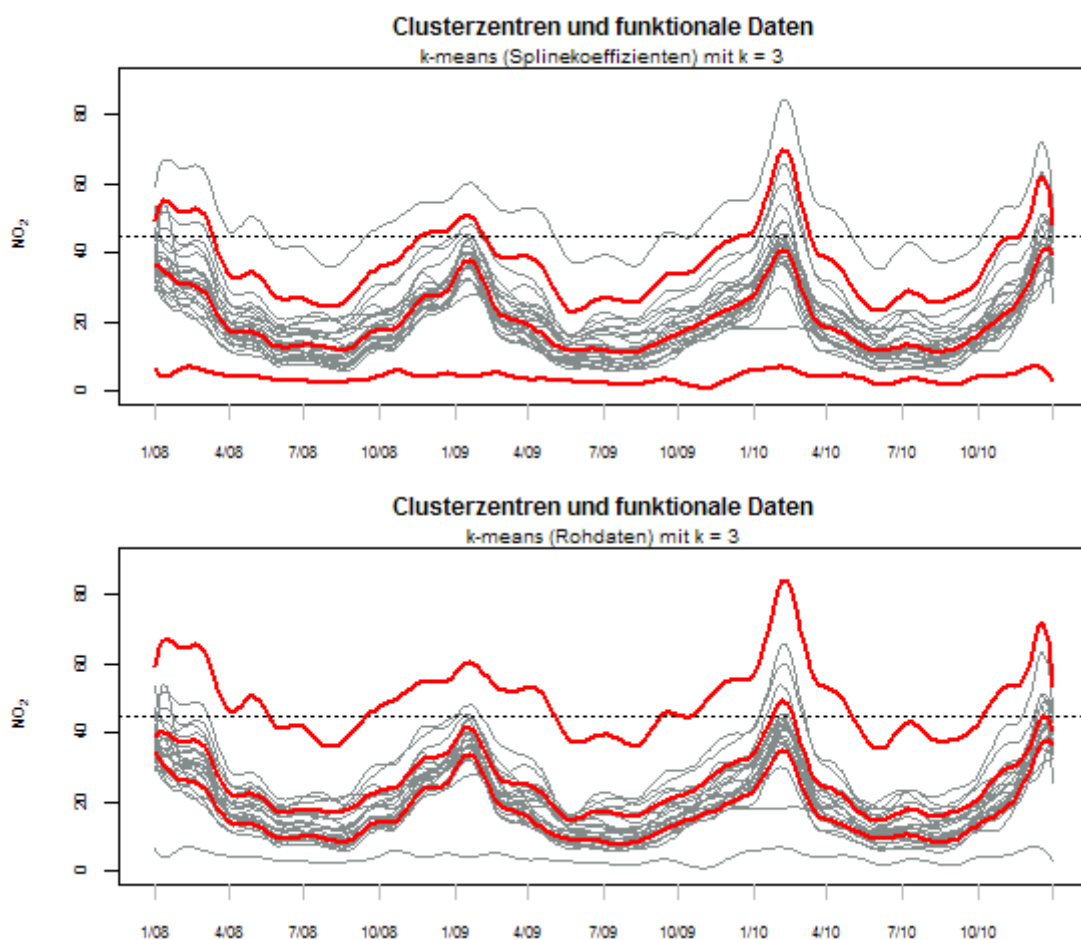 Clusterzentren und funktionale Daten
k-means (Splinekoeffizienten) mit k = 3
80
60
40
20
0
NO₂
1/08 4/08 7/08 10/08 1/09 4/09 7/09 10/09 1/10 4/10 7/10 10/10
Clusterzentren und funktionale Daten
k-means (Rohdaten) mit k = 3
80
60
40
20
0
NO₂
1/08 4/08 7/08 10/08 1/09 4/09 7/09 10/09 1/10 4/10 7/10 10/10